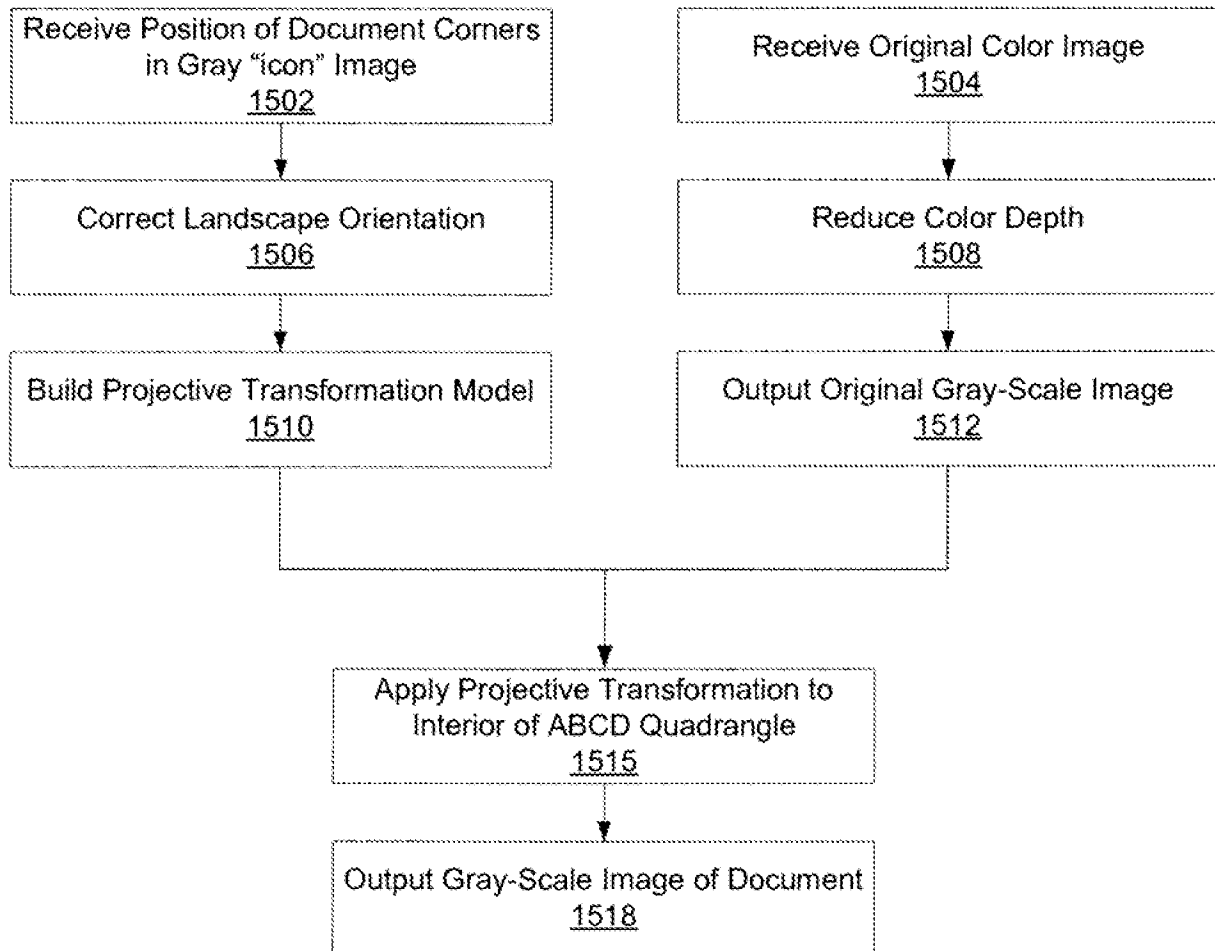 Receive Position of Document Corners
in Gray “icon” Image
1502
Receive Original Color Image
1504
Correct Landscape Orientation
1506
Reduce Color Depth
1508
Build Projective Transformation Model
1510
Output Original Gray-Scale Image
1512
Apply Projective Transformation to
Interior of ABCD Quadrangle
1515
Output Gray-Scale Image of Document
1518